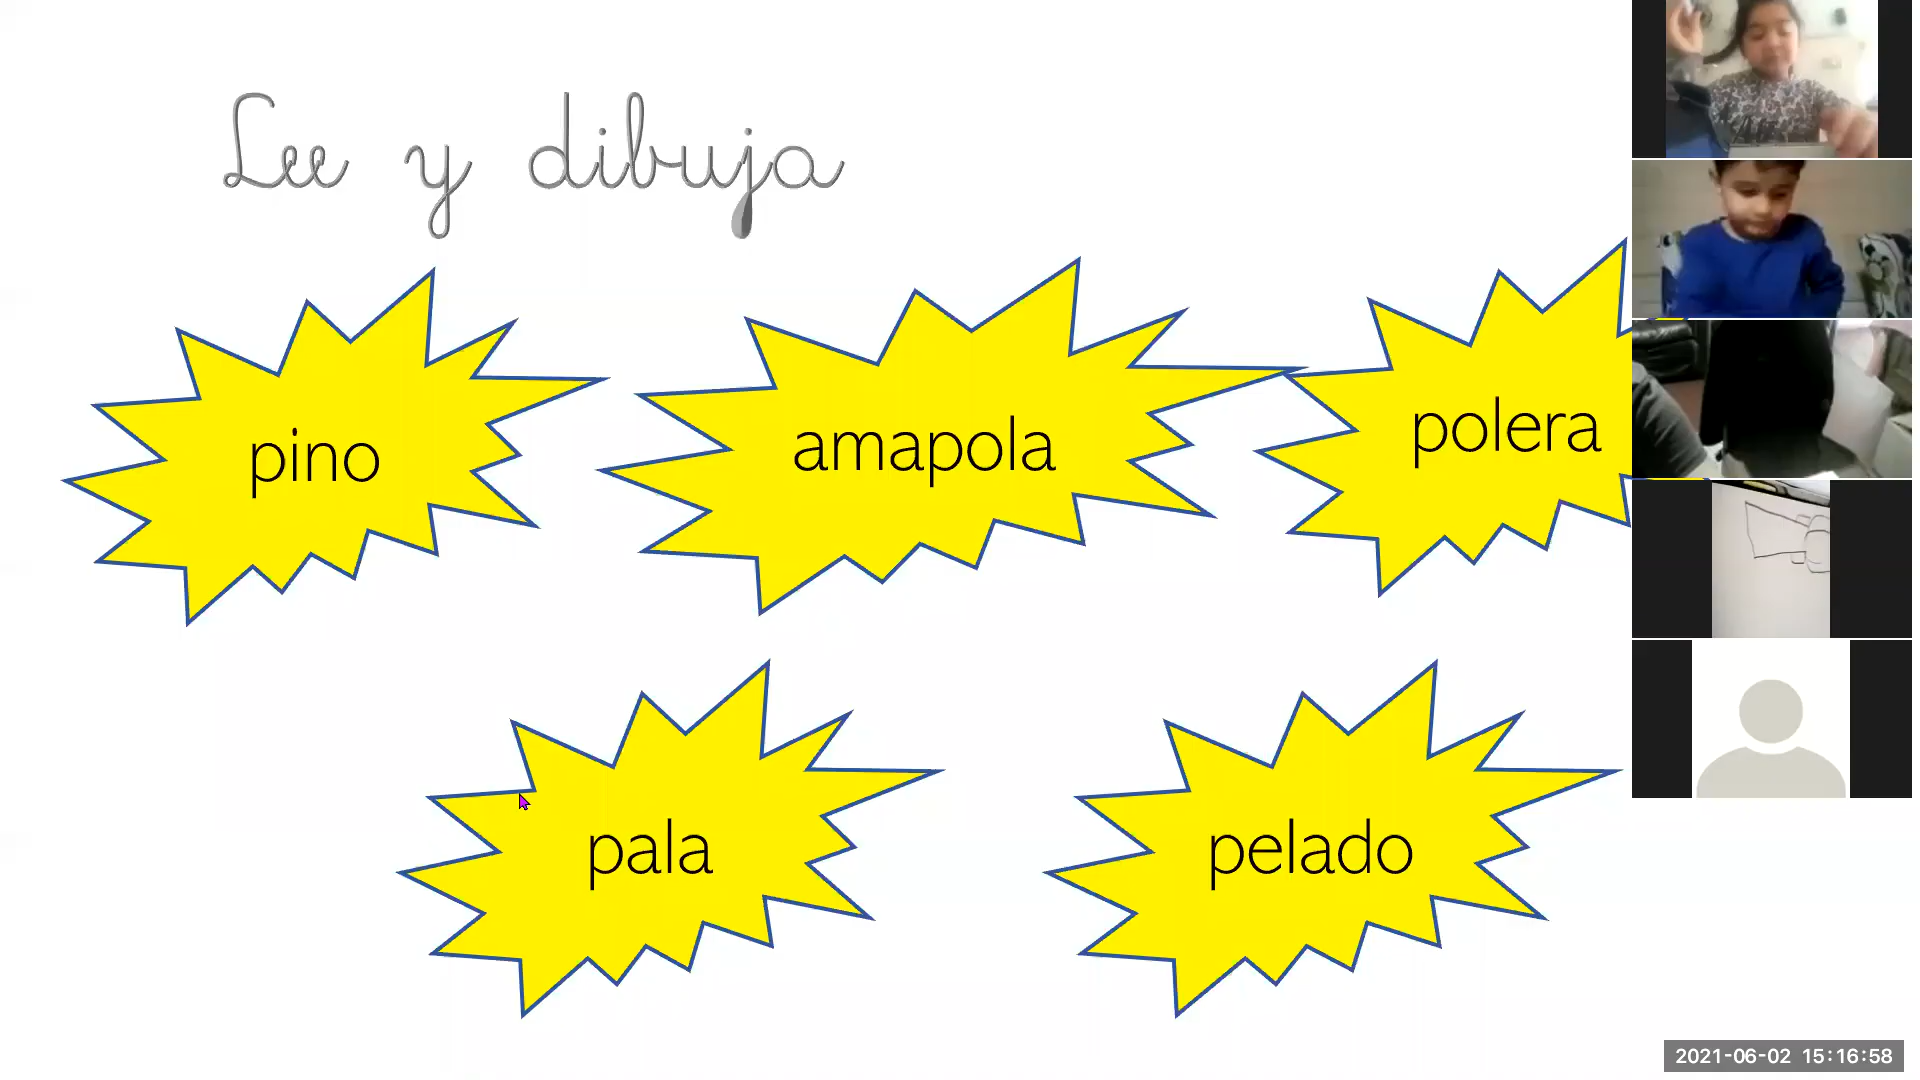 Lee y dibuja
pino
amapola
polera
pala
pelado
2021-06-02 15:16:58